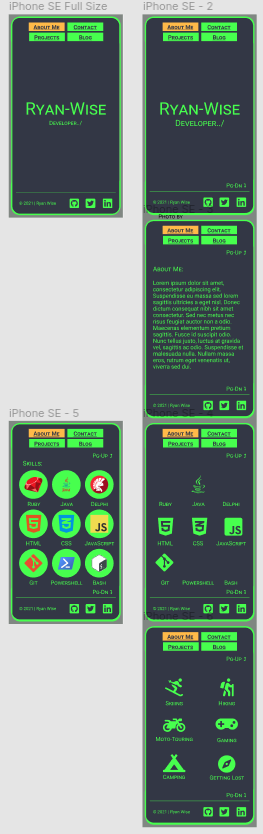 iPhone SE Full Size
About Me
Contact
Projects
Blog
Ryan-Wise
Developer../
© 2021 | Ryan Wise
iPhone SE - 2
About Me
Contact
Projects
Blog
Ryan-Wise
Developer../
Pg-Dn ⤵
© 2021 | Ryan Wise
Photo by
About Me
Contact
Projects
Blog
Pg-Up
About Me:
Lorem ipsum dolor sit amet,
consectetur adipiscing elit.
Suspendisse eu massa sed lorem
sagittis ultricies a eget nisl. Donec
dictum consequat nibh sit amet
consectetur. Sed nec metus nec
risus feugiat auctor non a odio.
Maecenas elementum pretium
sagittis. Fusce id suscipit odio.
Nunc tellus justo, luctus ac gravida
vel, sagittis ac odio. Suspendisse et
malesuada nulla. Nullam massa
eros, rutrum eget venenatis ut,
viverra sed dui.
Pg-Dn
© 2021 | Ryan Wise
iPhone SE - 5
About Me
Contact
Projects
Blog
Pg-Up
Skills:
Ruby
Java
Delphi
HTML
CSS
JavaScript
Git
Powershell
Bash
Pg-Dn
© 2021 | Ryan Wise
About Me
Contact
Projects
Blog
Pg-Up
Ruby
Java
Delphi
HTML
CSS
JavaScript
Git
Powershell
Bash
© 2021 | Ryan Wise
About Me
Contact
Projects
Blog
Pg-Up
Skiing
Hiking
Moto-Touring
Gaming
Camping
Getting Lost
Pg-Dn
© 2021 | Ryan Wise